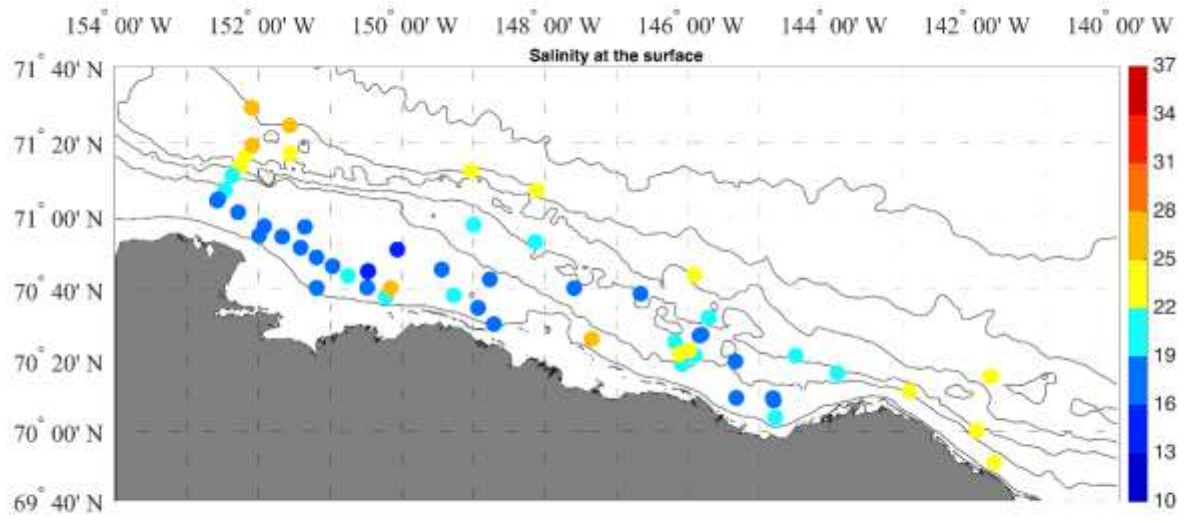 154° 00' W 152° 00' W 150° 00' W 148° 00' W 146° 00' W 144° 00' W 142° 00' W 140° 00' W
Salinity at the surface
71° 40' N
71° 20' N
71° 00' N
70° 40' N
70° 20' N
70° 00' N
69° 40' N
37
34
31
28
25
22
19
16
13
10